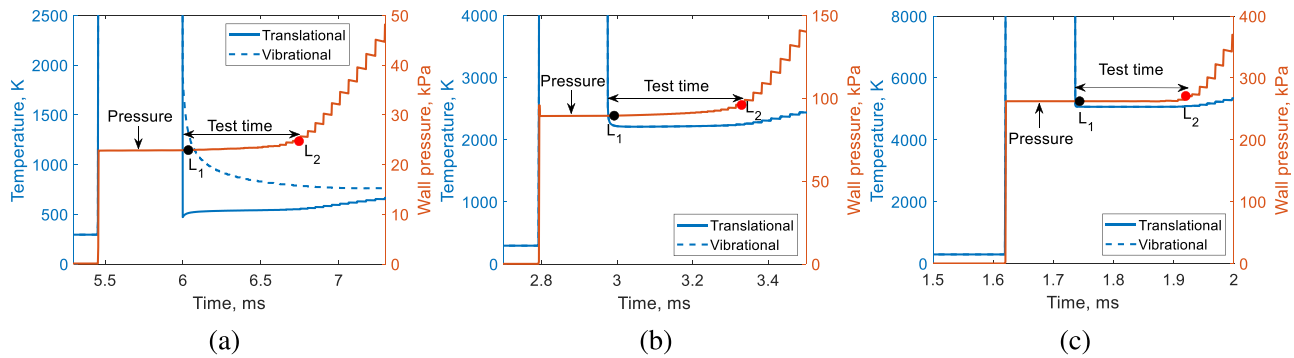 2500
2000
1500
1000
500
0
Temperature, K
50
40
30
20
10
0
Wall pressure, kPa
Translational
Vibrational
Pressure
Test time
L1
L2
5.5
6
6.5
7
Time, ms
(a)
4000
3000
2000
1000
0
Temperature, K
150
100
50
0
Wall pressure, kPa
Pressure
Test time
L1
L2
Translational
Vibrational
2.8
3
3.2
3.4
Time, ms
(b)
8000
6000
4000
2000
0
Temperature, K
400
300
200
100
0
Wall pressure, kPa
Test time
Pressure
L1
L2
Translational
Vibrational
1.5
1.6
1.7
1.8
1.9
2
Time, ms
(c)